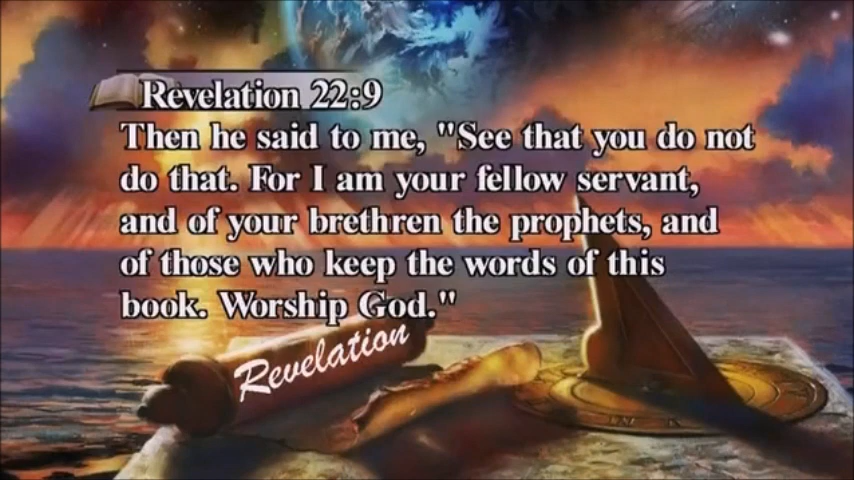 Revelation 22:9
Then he said to me, "See that you do not
do that. For I am your fellow servant,
and of your brethren the prophets, and
of those who keep the words of this
book. Worship God."
Revelation